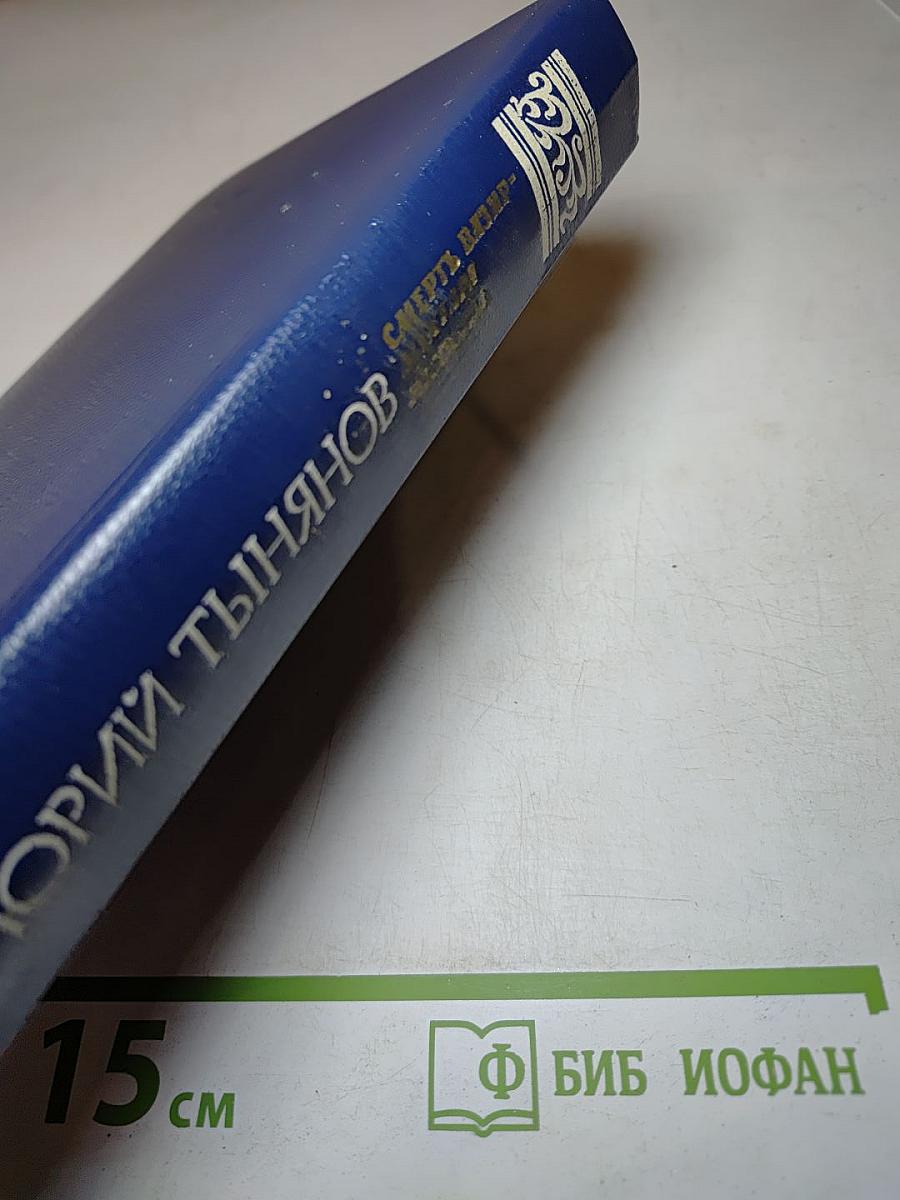 ЮРИЙ ТЫНЯНОВ
СМЕРТЬ ВАЗИР-
15 см
Ф БИБ ИОФАН